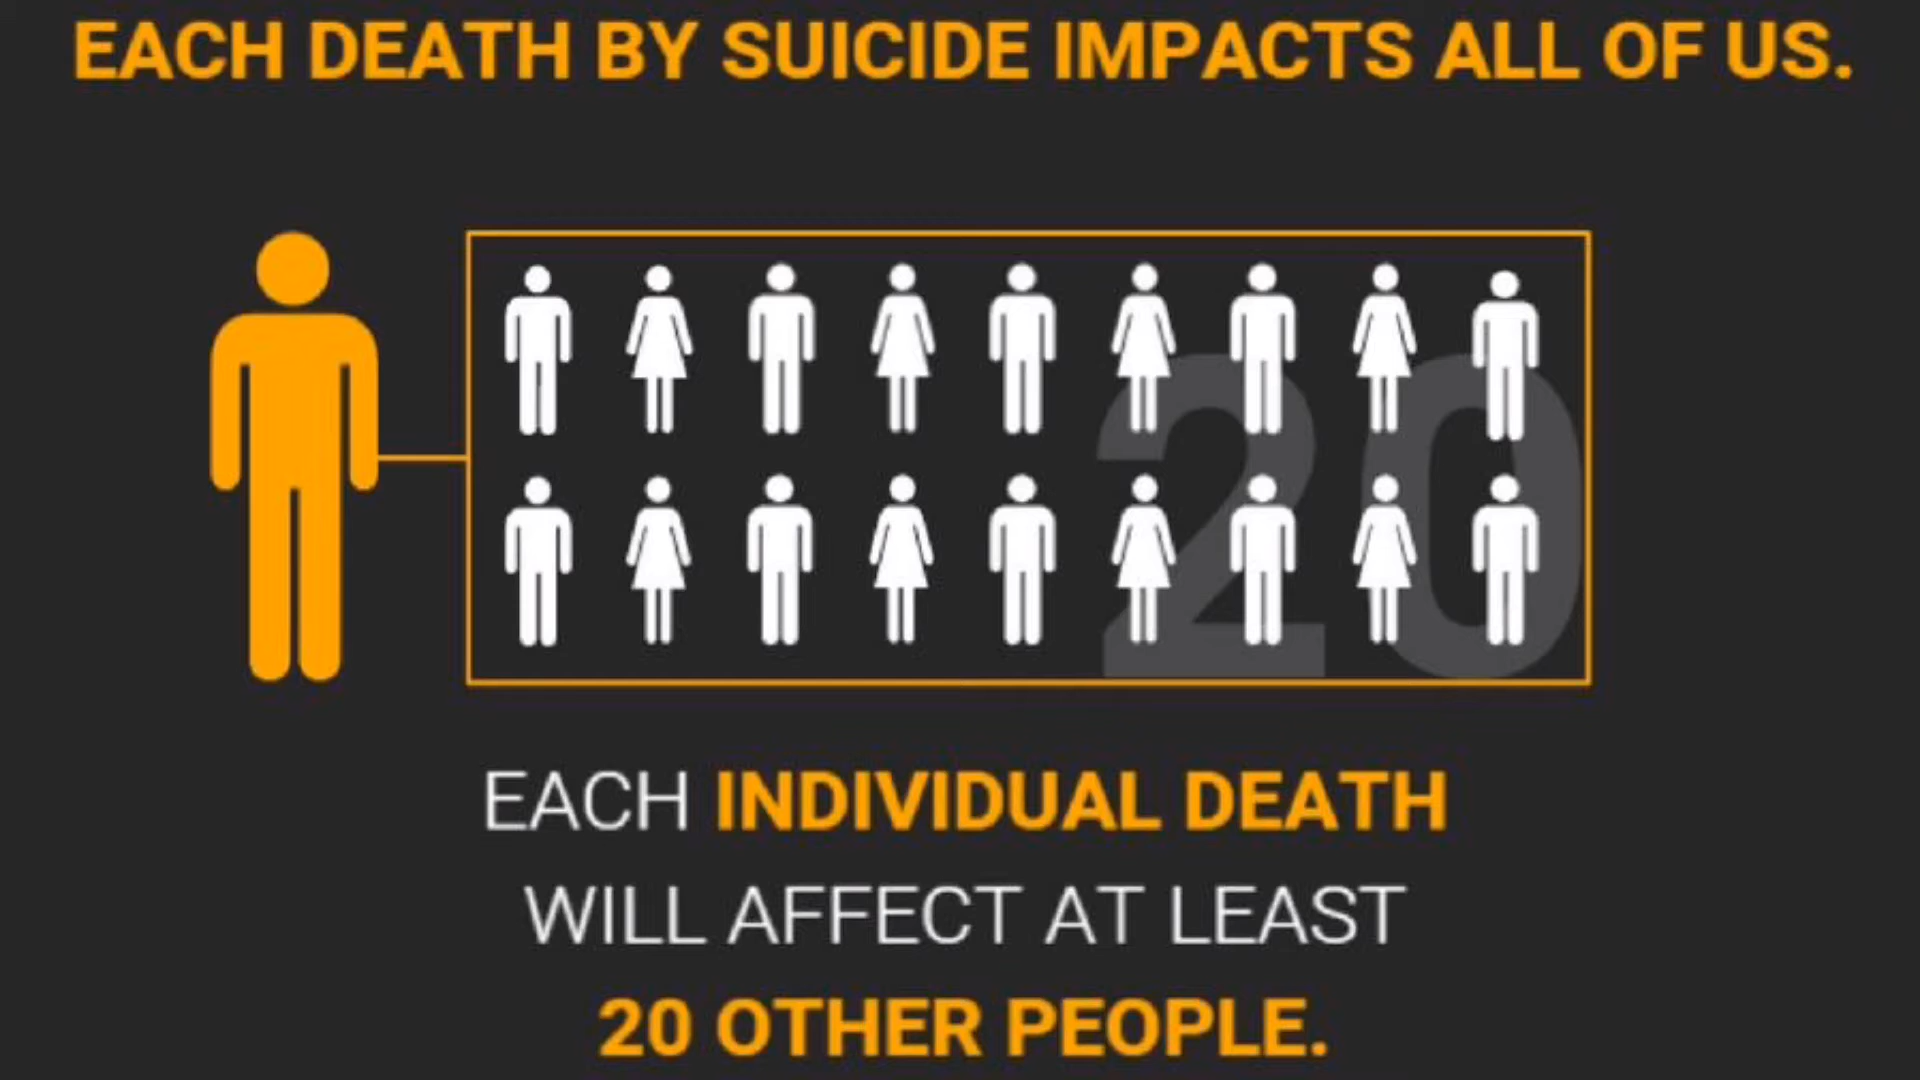 EACH DEATH BY SUICIDE IMPACTS ALL OF US.
20
EACH INDIVIDUAL DEATH
WILL AFFECT AT LEAST
20 OTHER PEOPLE.